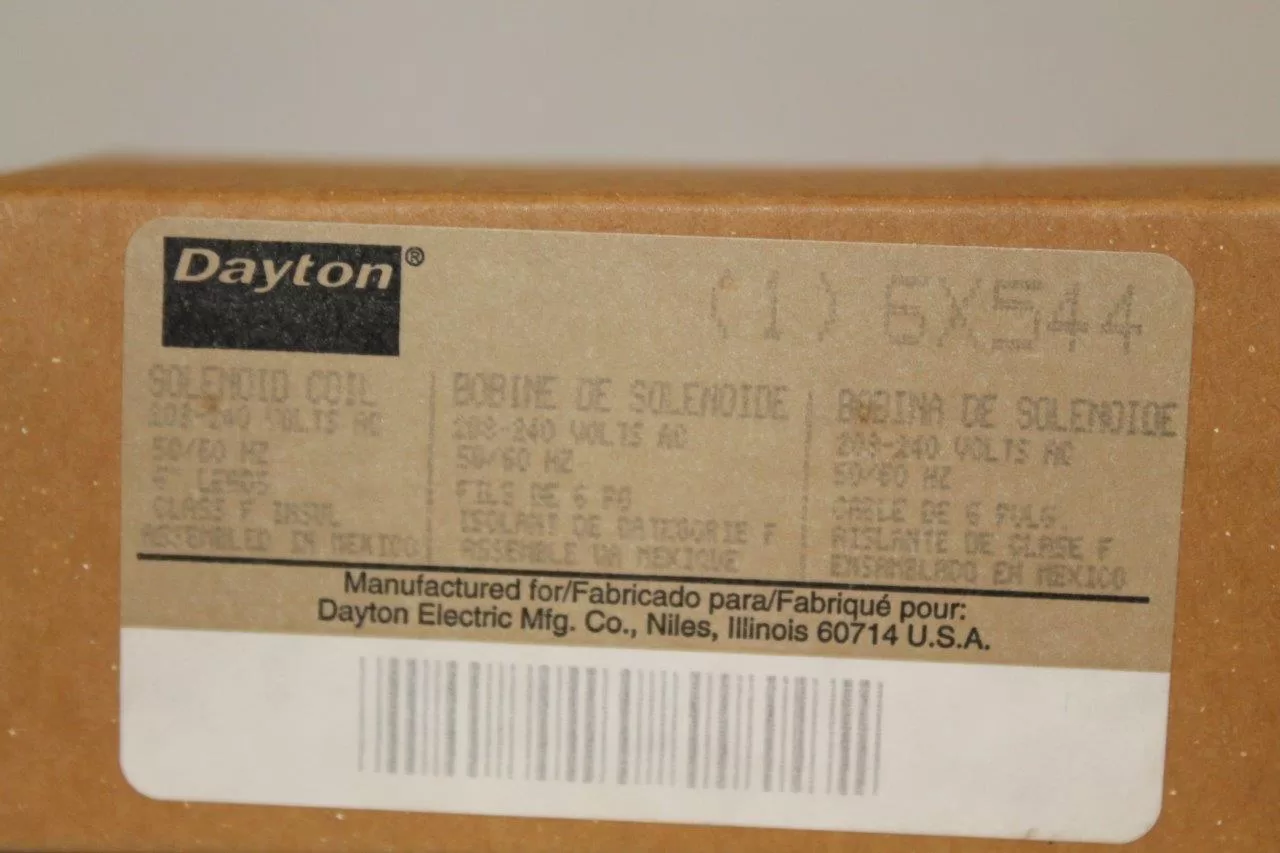 Dayton®
(1) 6X544
SOLENOID COIL
208-240 VOLTS AC
50/60 HZ
6" LEADS
CLASS F INSUL
ASSEMBLED IN MEXICO
BOBINE DE SOLENOIDE
208-240 VOLTS AC
50/60 HZ
FILS DE 6 PO
ISOLANT DE CATEGORIE F
ASSEMBLE AU MEXIQUE
BOBINA DE SOLENOIDE
208-240 VOLTS AC
50/60 HZ
CABLE DE 6 PULG.
AISLANTE DE CLASE F
ENSAMBLADO EN MEXICO
Manufactured for/Fabricado para/Fabriqué pour:
Dayton Electric Mfg. Co., Niles, Illinois 60714 U.S.A.